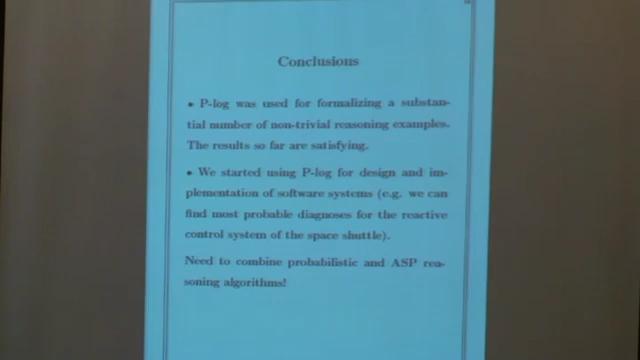 Conclusions
• P-log was used for formalizing a substan-
tial number of non-trivial reasoning examples.
The results so far are satisfying.
• We started using P-log for design and im-
plementation of software systems (e.g. we can
find most probable diagnoses for the reactive
control system of the space shuttle).
Need to combine probabilistic and ASP rea-
soning algorithms!